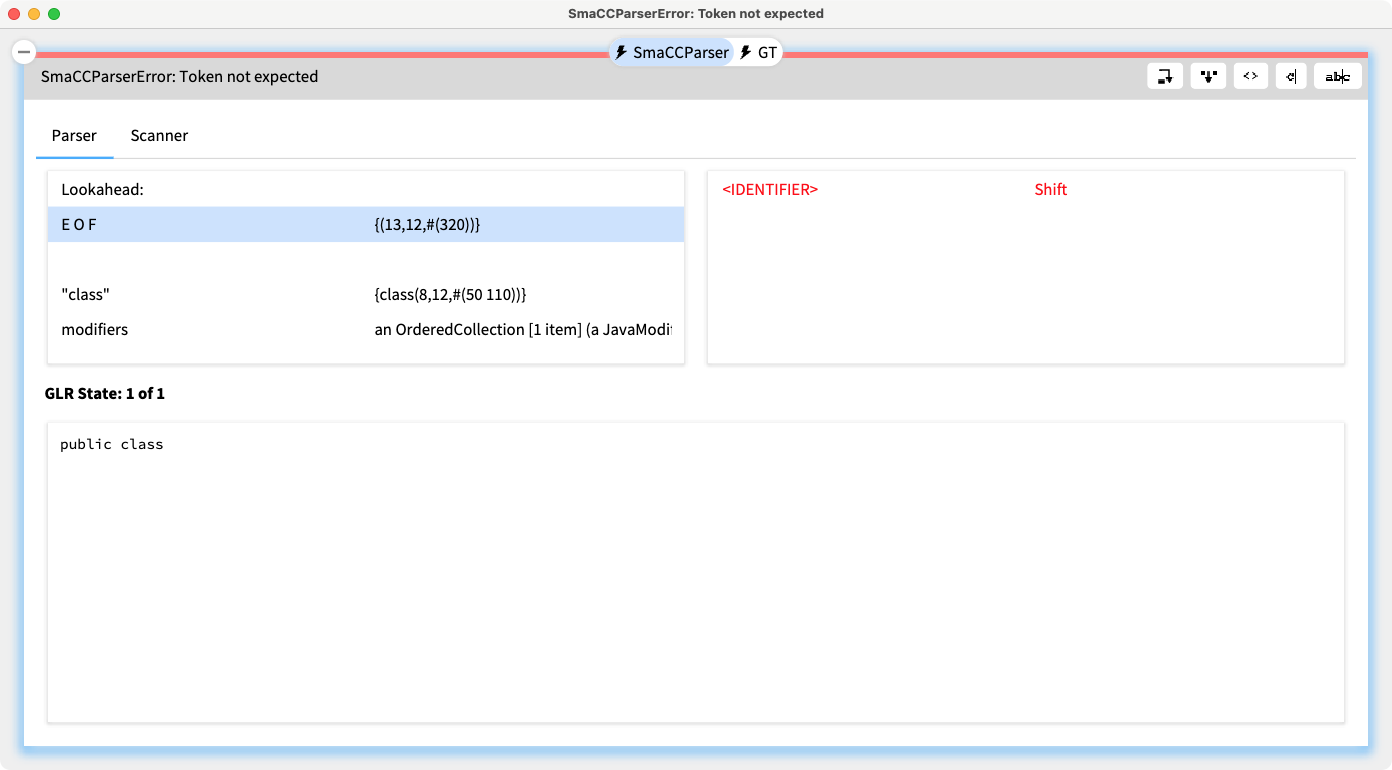 SmaCCParserError: Token not expected
SmaCCParser GT
SmaCCParserError: Token not expected
<> c abc
Parser Scanner
Lookahead:
<IDENTIFIER> Shift
E O F {(13,12,#(320))}
"class" {class(8,12,#(50 110))}
modifiers an OrderedCollection [1 item] (a JavaModi
GLR State: 1 of 1
public class